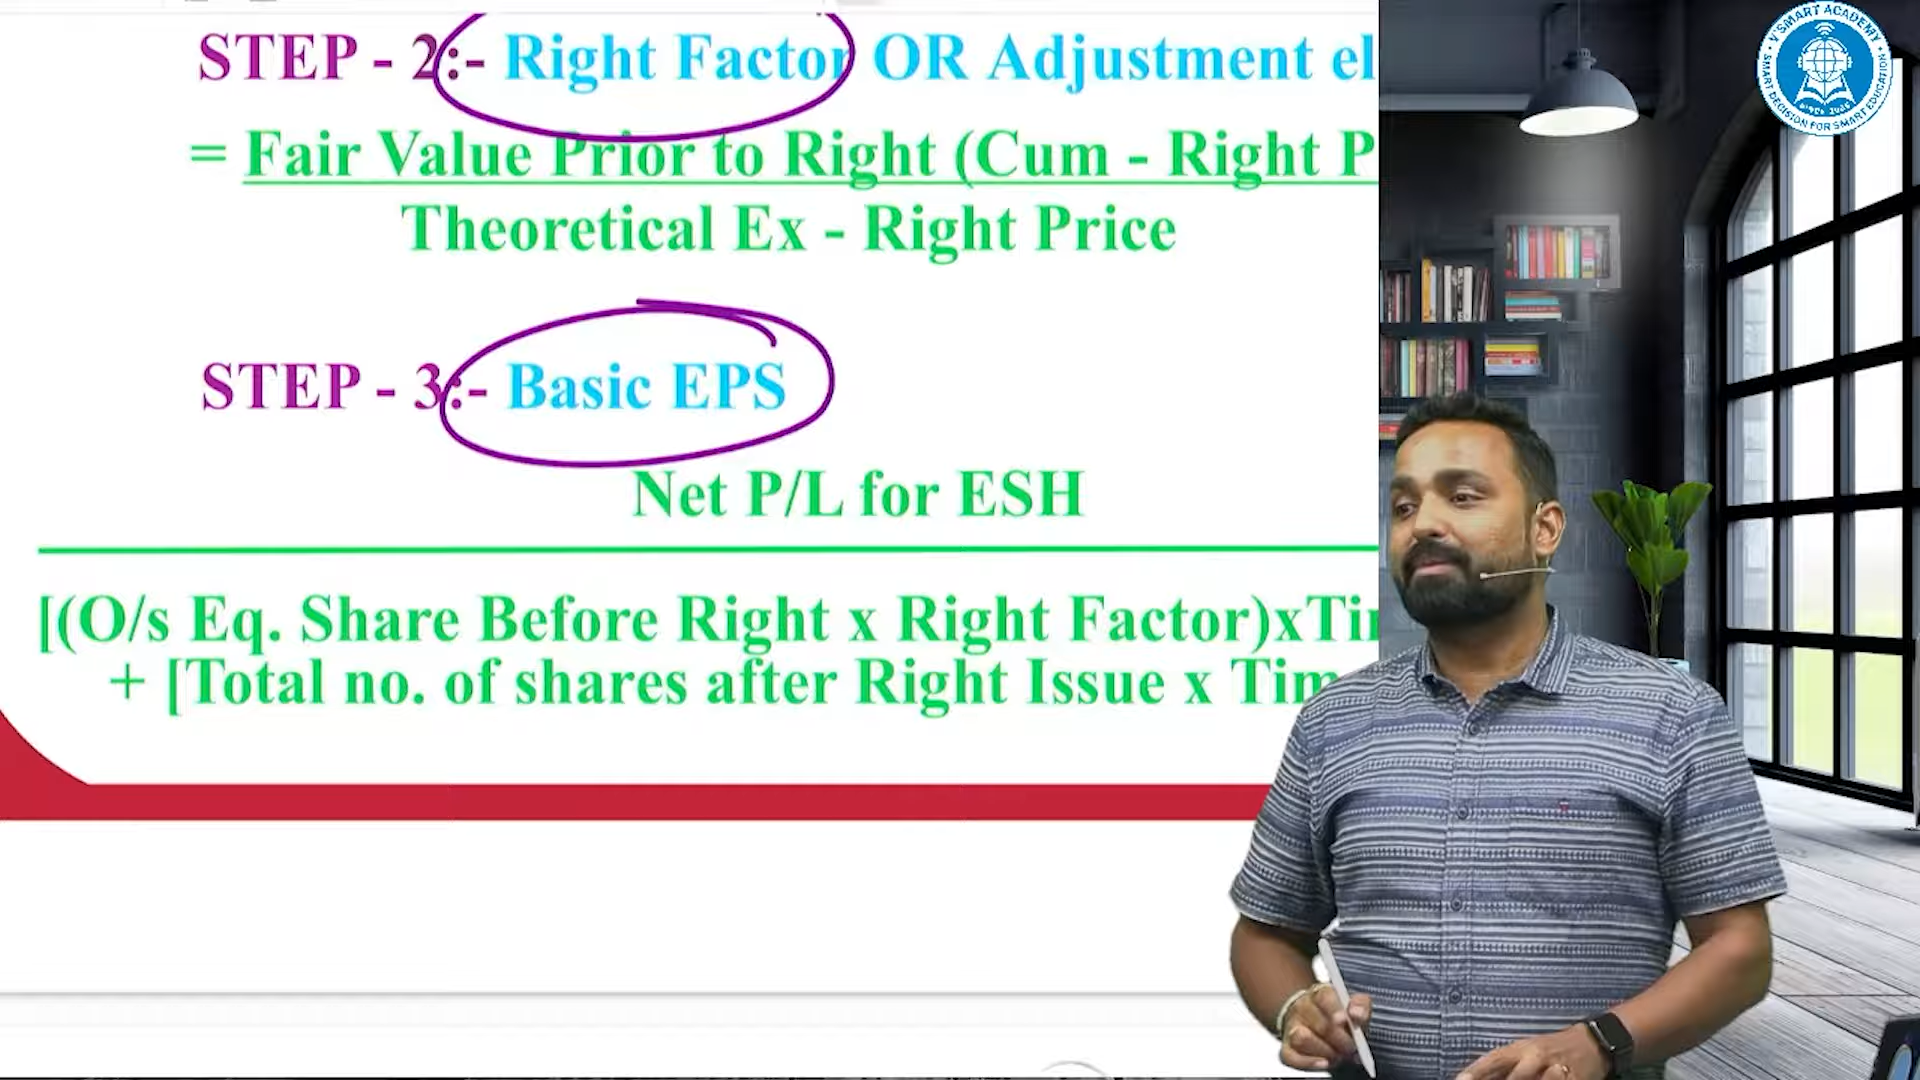 STEP - 2:- Right Factor OR Adjustment el
= Fair Value Prior to Right (Cum - Right P
Theoretical Ex - Right Price
STEP - 3:- Basic EPS
Net P/L for ESH
[(O/s Eq. Share Before Right x Right Factor)xTi
+ [Total no. of shares after Right Issue x Tim
V'SMART ACADEMY
SMART DECISION FOR SMART EDUCATION